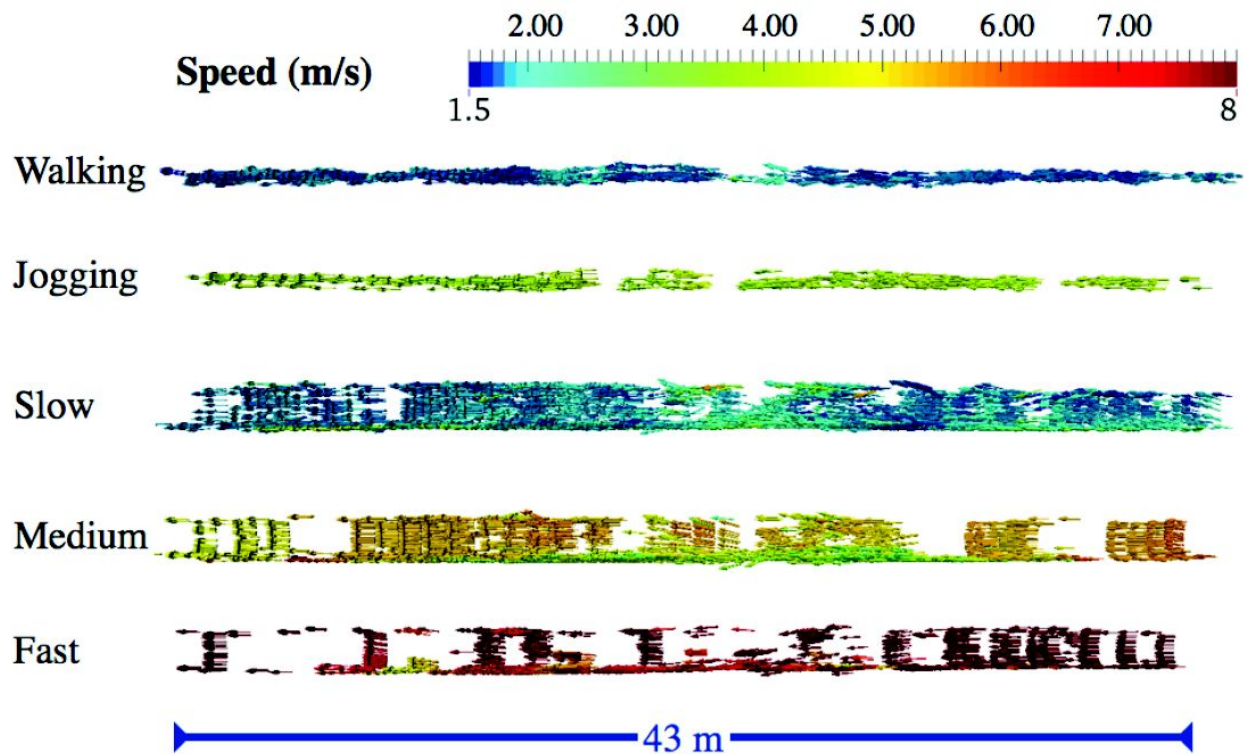 2.00 3.00 4.00 5.00 6.00 7.00
Speed (m/s)
1.5 8
Walking
Jogging
Slow
Medium
Fast
43 m